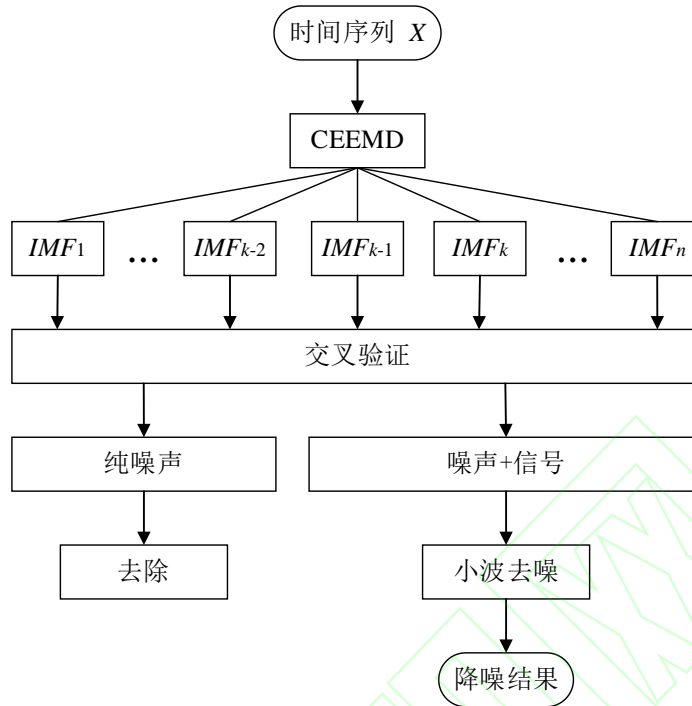 时间序列 X
CEEMD
IMF1 … IMFk-2 IMFk-1 IMFk … IMFn
交叉验证
纯噪声 噪声+信号
去除 小波去噪
降噪结果